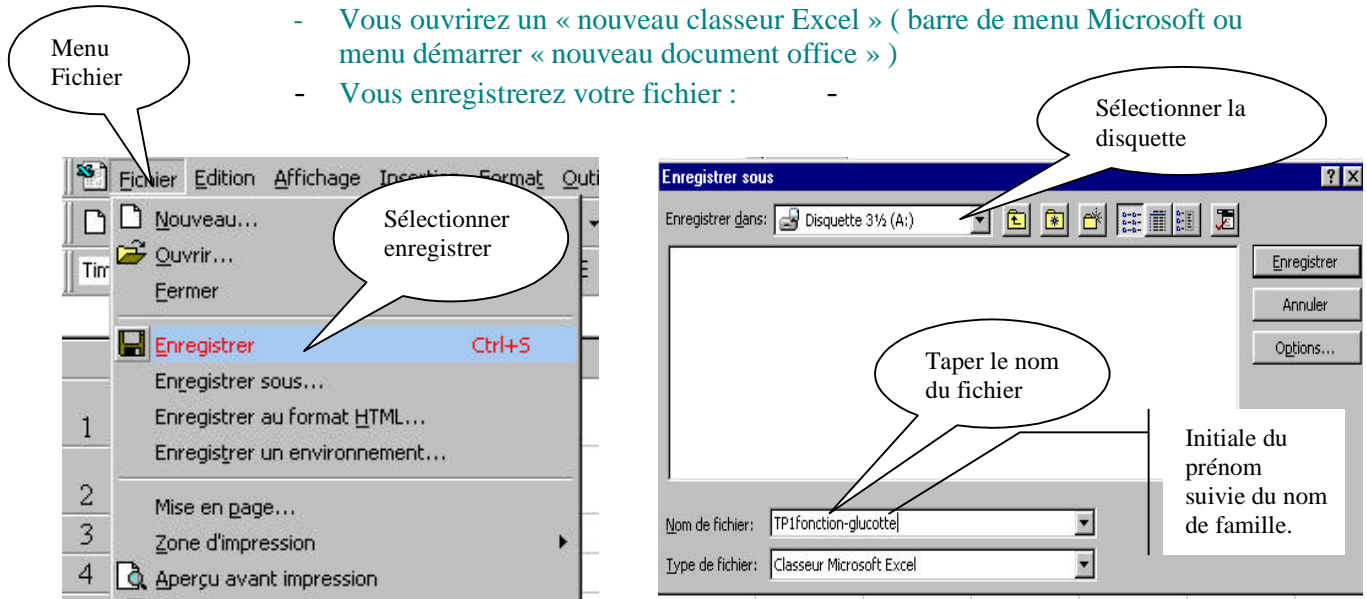 - Vous ouvrirez un « nouveau classeur Excel » ( barre de menu Microsoft ou
menu démarrer « nouveau document office » )
- Vous enregistrerez votre fichier : -
Menu
Fichier
Fichier Edition Affichage Insertion Format Outi
Nouveau...
Ouvrir...
Tim
Fermer
Sélectionner
enregistrer
Enregistrer Ctrl+S
Enregistrer sous...
Enregistrer au format HTML...
Enregistrer un environnement...
Mise en page...
Zone d'impression
Aperçu avant impression
1
2
3
4
Sélectionner la
disquette
Enregistrer sous
Enregistrer dans: Disquette 3½ (A:)
Enregistrer
Annuler
Options...
Taper le nom
du fichier
Initiale du
prénom
suivie du nom
de famille.
Nom de fichier: TP1fonction-glucotte
Type de fichier: Classeur Microsoft Excel